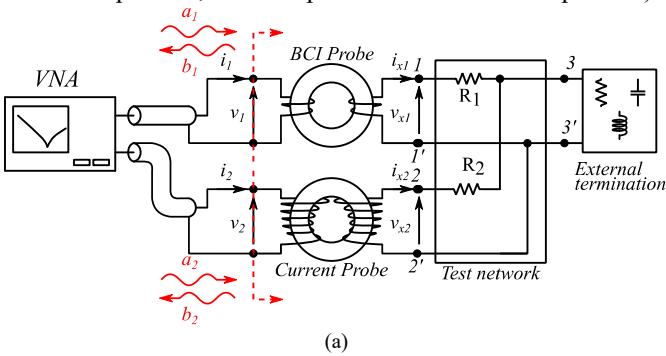 a1
b1
VNA
i1
BCI Probe
ix1
1
3
v1
vx1
R1
1'
3'
i2
ix2
2
R2
External
termination
v2
vx2
a2
Current Probe
2'
Test network
b2
(a)